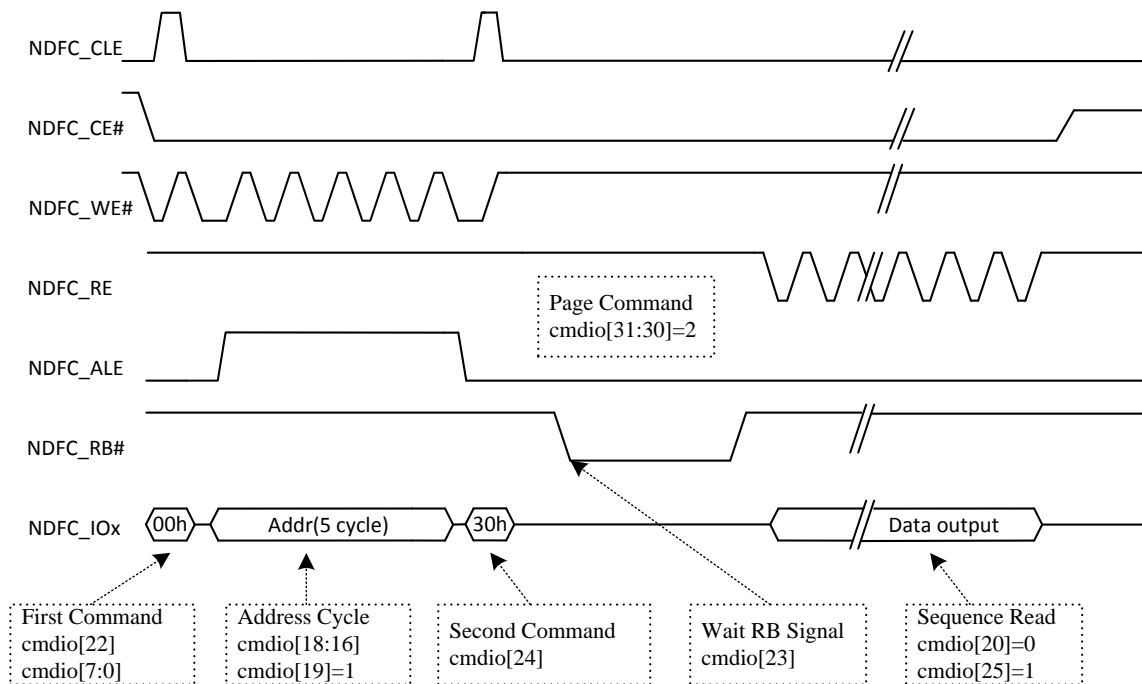 NDFC_CLE
NDFC_CE#
NDFC_WE#
NDFC_RE
Page Command
cmdio[31:30]=2
NDFC_ALE
NDFC_RB#
NDFC_IOx
00h
Addr(5 cycle)
30h
Data output
First Command
cmdio[22]
cmdio[7:0]
Address Cycle
cmdio[18:16]
cmdio[19]=1
Second Command
cmdio[24]
Wait RB Signal
cmdio[23]
Sequence Read
cmdio[20]=0
cmdio[25]=1